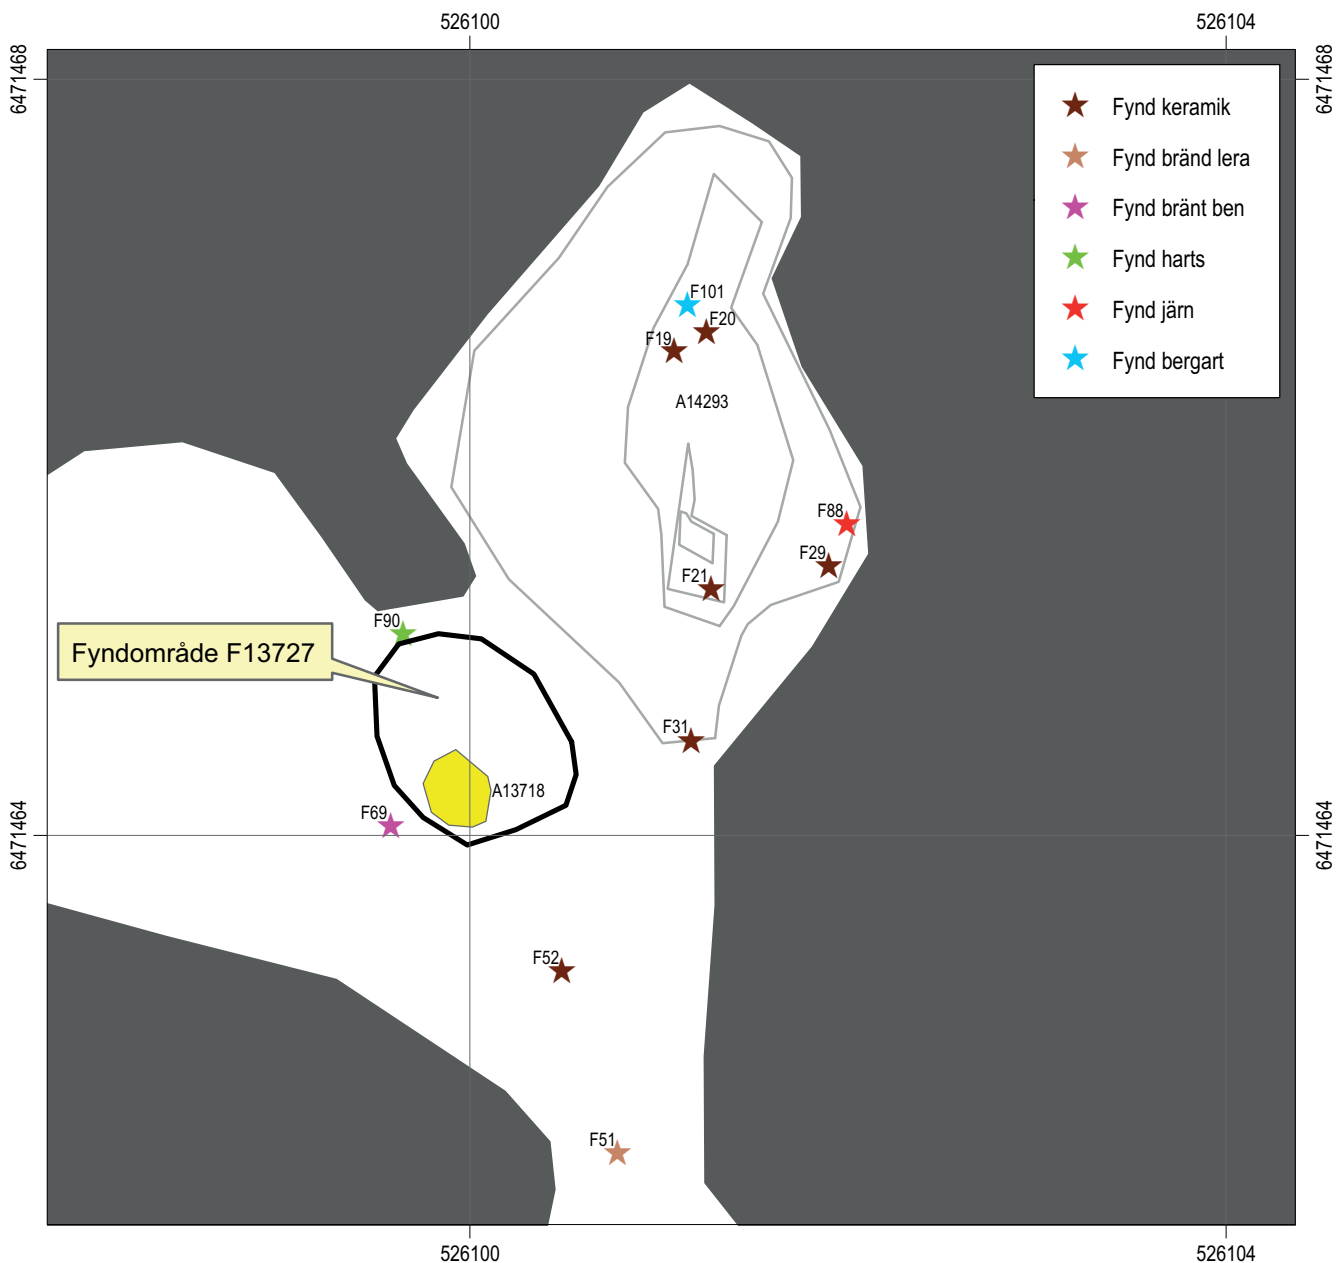 526100
526104
6471468
6471468
Fynd keramik
Fynd bränd lera
Fynd bränt ben
Fynd harts
Fynd järn
Fynd bergart
F101
F20
F19
A14293
F88
F29
F21
F90
Fyndområde F13727
F31
A13718
F69
6471464
6471464
F52
F51
526100
526104